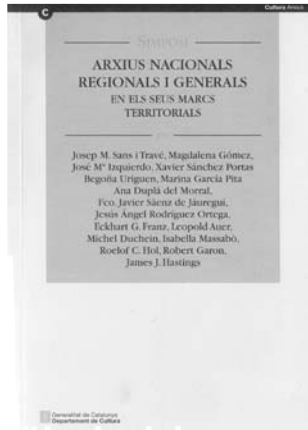 C
Cultura Arxius
SIMPOSI
ARXIUS NACIONALS
REGIONALS I GENERALS
EN ELS SEUS MARCS
TERRITORIALS
per
Josep M. Sans i Travé, Magdalena Gómez,
José Mª Izquierdo, Xavier Sánchez Portas
Begoña Uriguen, Marina García Pita
Ana Duplá del Moral,
Fco. Javier Sáenz de Jáuregui,
Jesús Ángel Rodríguez Ortega,
Eckhart G. Franz, Leopold Auer,
Michel Duchein, Isabella Massabò,
Roelof C. Hol, Robert Garon,
James J. Hastings
Generalitat de Catalunya
Departament de Cultura